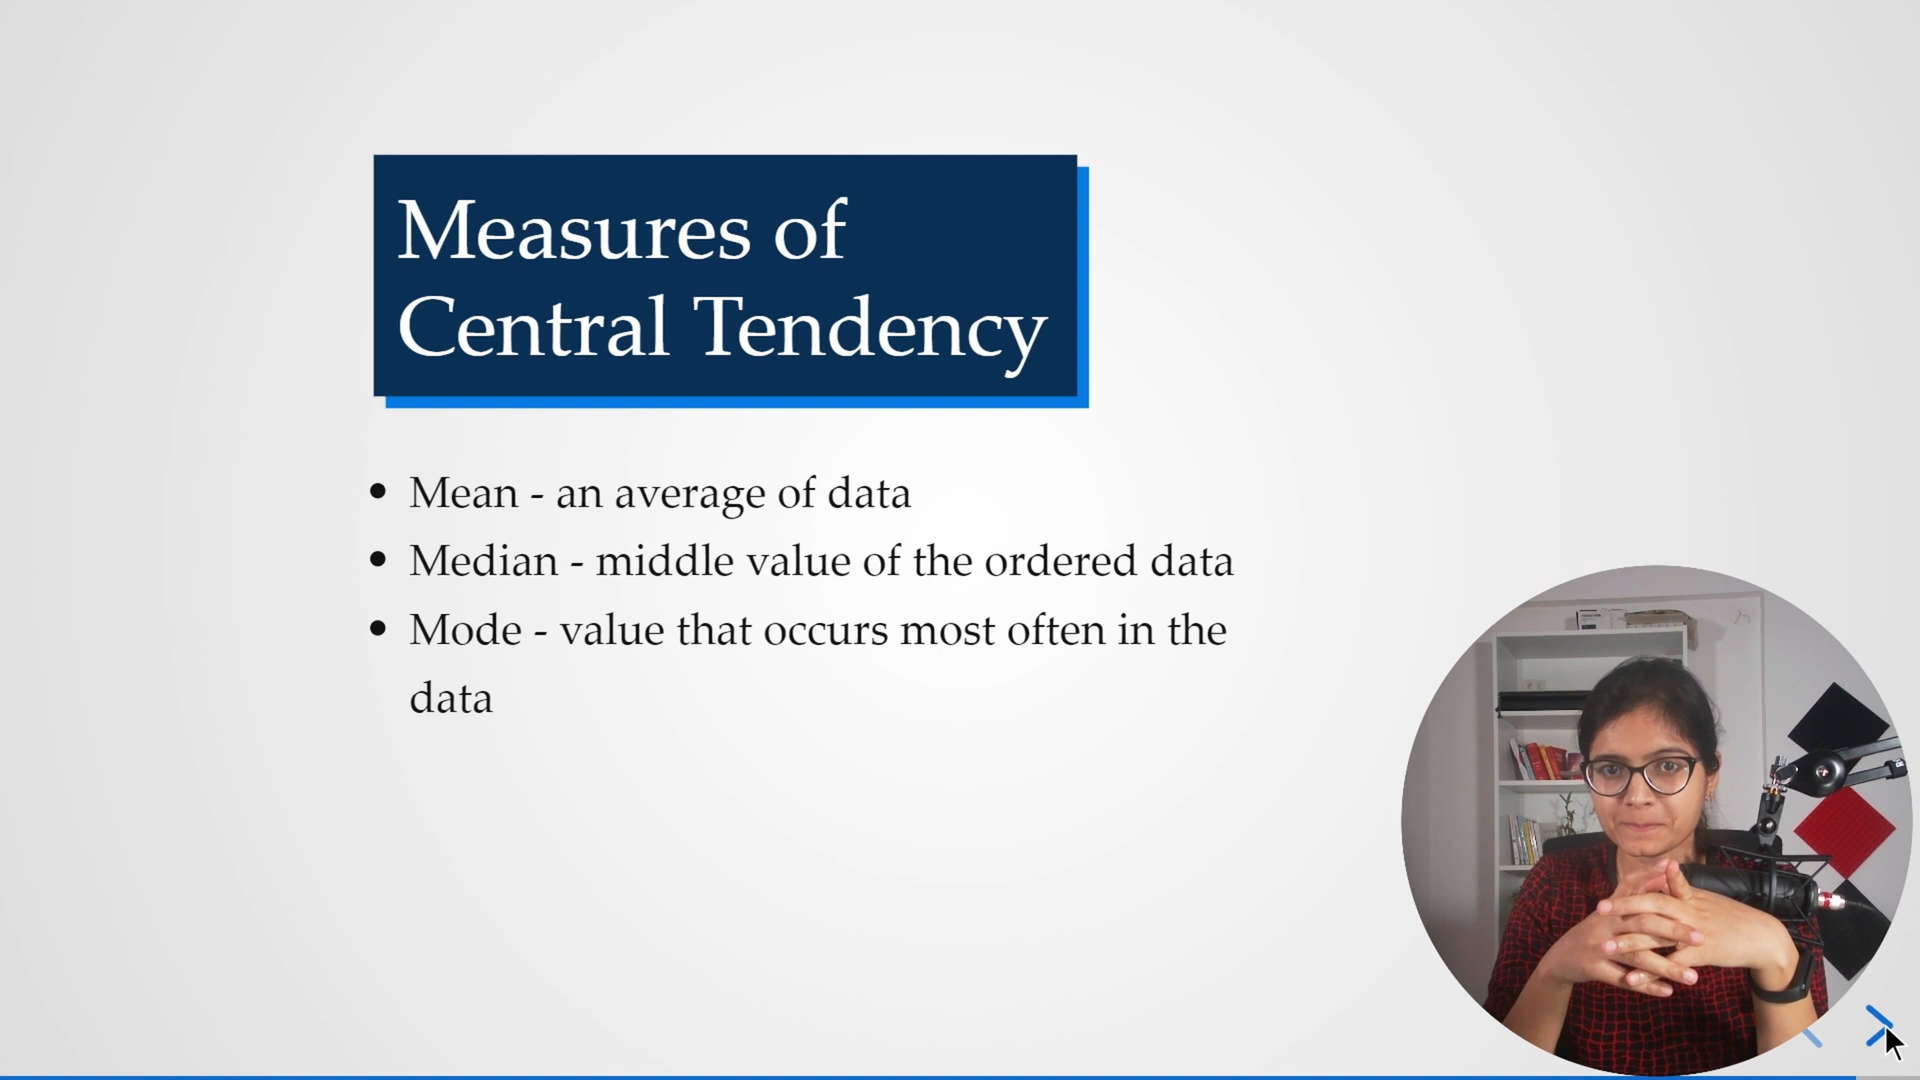 Measures of
Central Tendency
• Mean - an average of data
• Median - middle value of the ordered data
• Mode - value that occurs most often in the
data